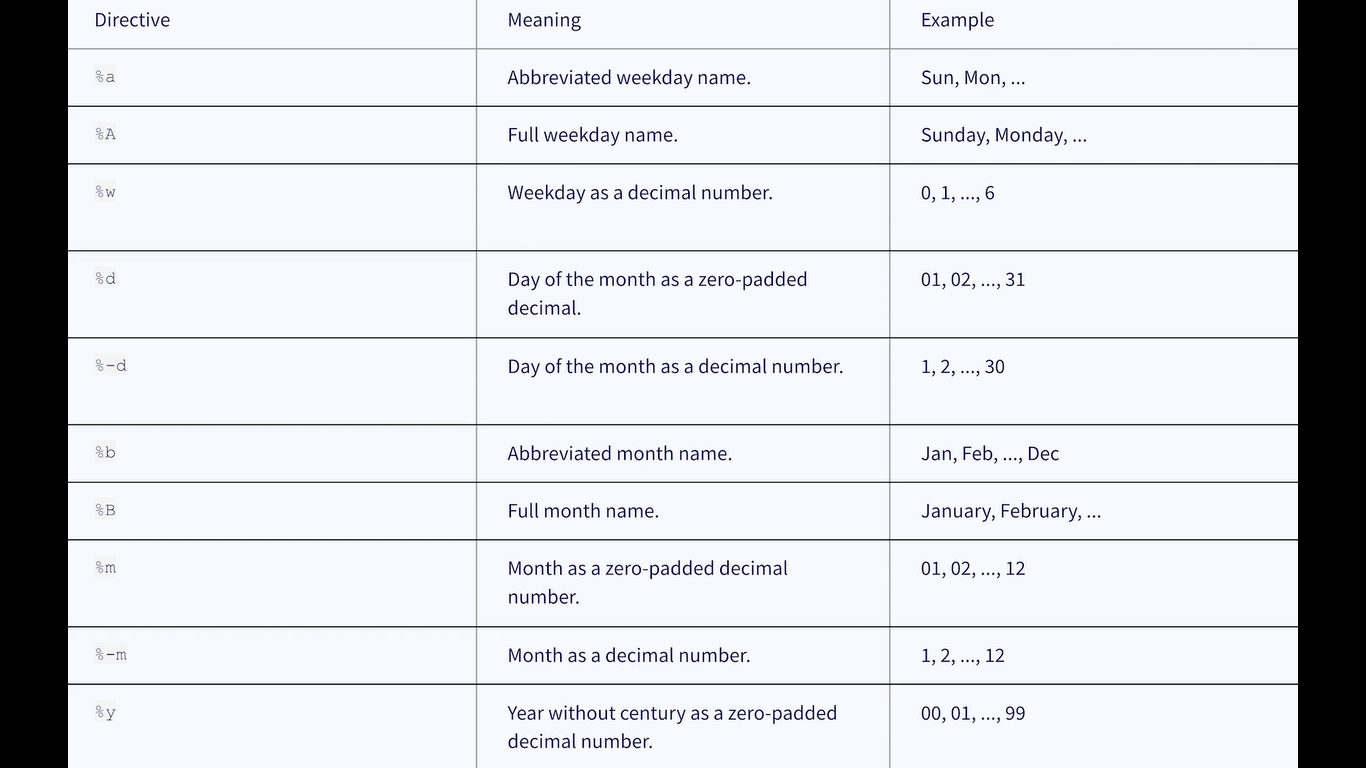 Directive Meaning Example
%a Abbreviated weekday name. Sun, Mon, ...
%A Full weekday name. Sunday, Monday, ...
%w Weekday as a decimal number. 0, 1, ..., 6
%d Day of the month as a zero-padded 01, 02, ..., 31
decimal.
%-d Day of the month as a decimal number. 1, 2, ..., 30
%b Abbreviated month name. Jan, Feb, ..., Dec
%B Full month name. January, February, ...
%m Month as a zero-padded decimal 01, 02, ..., 12
number.
%-m Month as a decimal number. 1, 2, ..., 12
%y Year without century as a zero-padded 00, 01, ..., 99
decimal number.